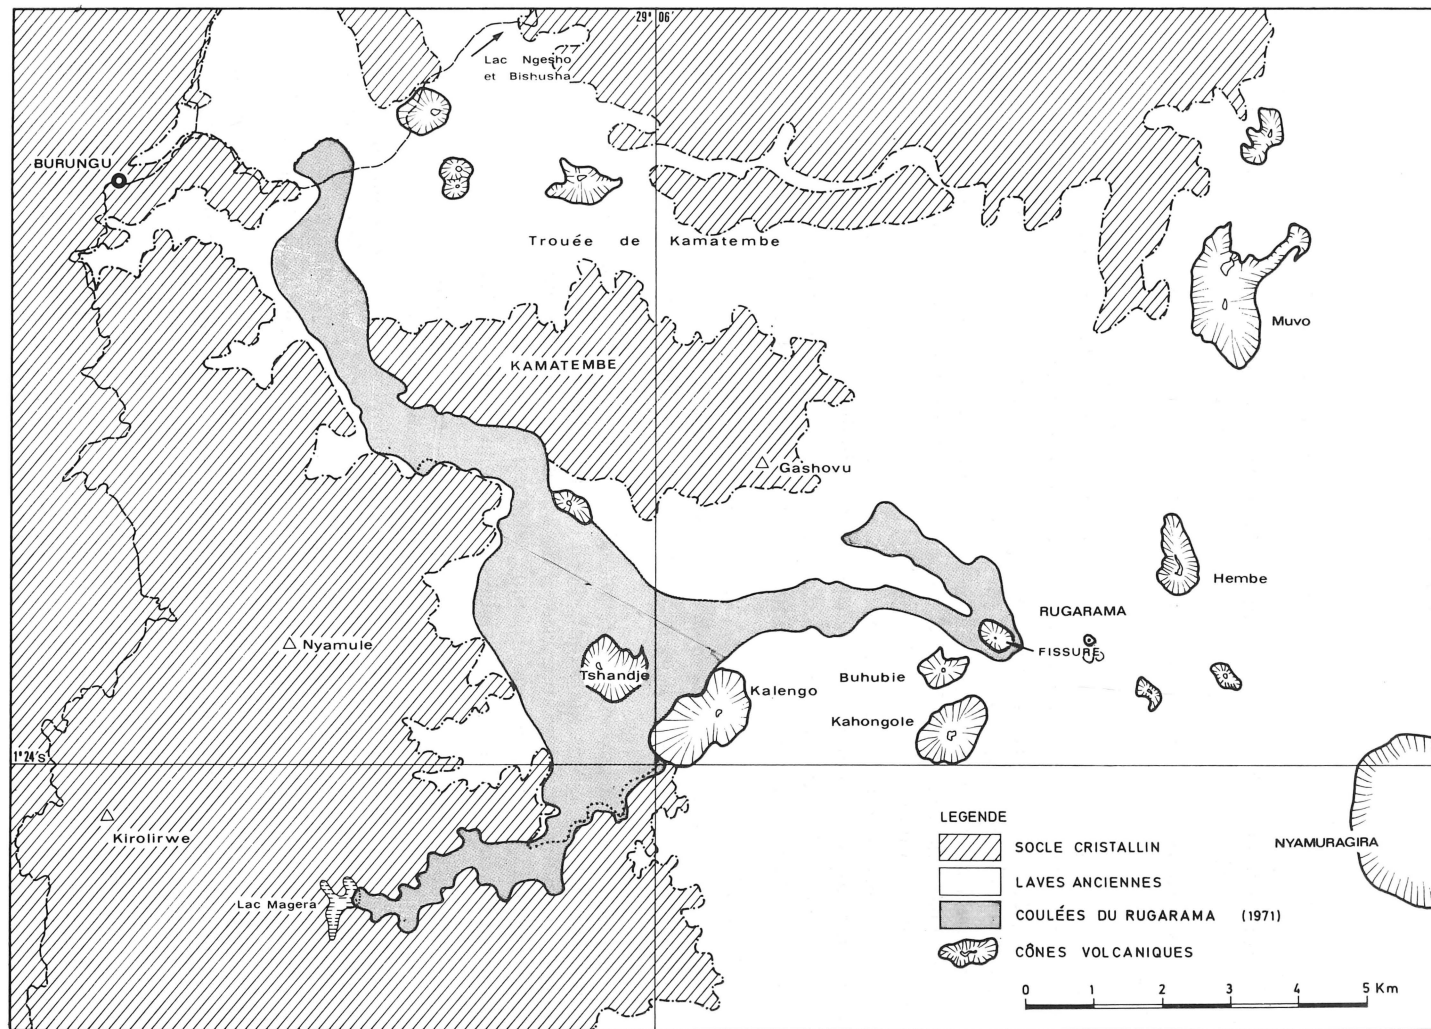 29° 06'
Lac Ngesho
et Bishusha
BURUNGU
Trouée de Kamatembe
Muvo
KAMATEMBE
Gashovu
Hembe
RUGARAMA
FISSURE
Nyamule
Tshandje
Kalengo
Buhubie
Kahongole
1° 24'S
Kirolirwe
Lac Magera
NYAMURAGIRA
LEGENDE
SOCLE CRISTALLIN
LAVES ANCIENNES
COULÉES DU RUGARAMA (1971)
CÔNES VOLCANIQUES
0 1 2 3 4 5 Km